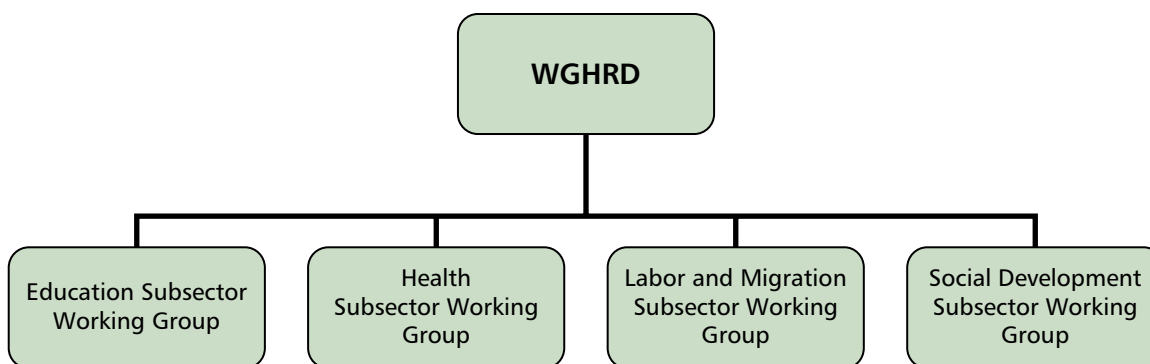 WGHRD
Education Subsector
Working Group
Health
Subsector Working
Group
Labor and Migration
Subsector Working
Group
Social Development
Subsector Working
Group